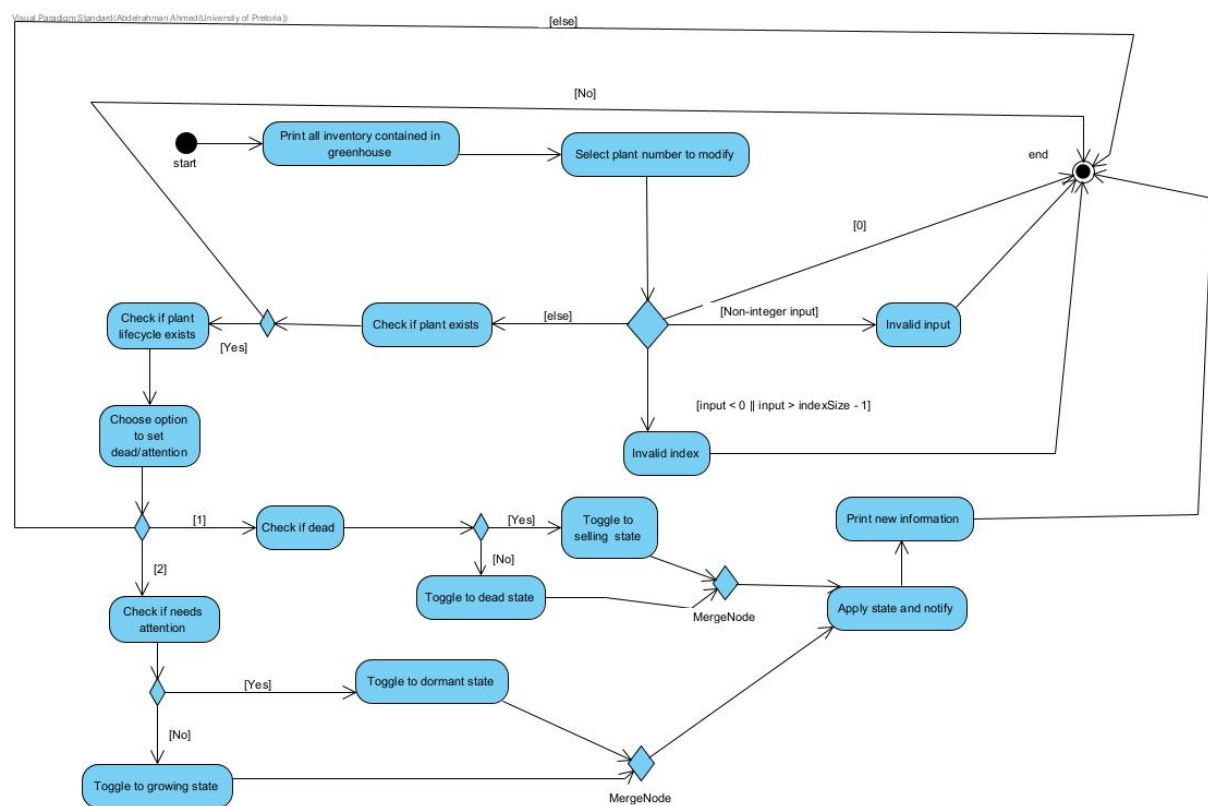 Visual Paradigm Standard(Abdelrahman Ahmed(University of Pretoria))
[else]
[No]
Print all inventory contained in
greenhouse
start
Select plant number to modify
end
[0]
Check if plant
lifecycle exists
[Yes]
Check if plant exists
[else]
[Non-integer input]
Invalid input
[input < 0 || input > indexSize - 1]
Choose option
to set
dead/attention
Invalid index
[1]
Check if dead
[Yes]
Toggle to
selling state
Print new information
[No]
[2]
Toggle to dead state
MergeNode
Apply state and notify
Check if needs
attention
[Yes]
Toggle to dormant state
[No]
Toggle to growing state
MergeNode